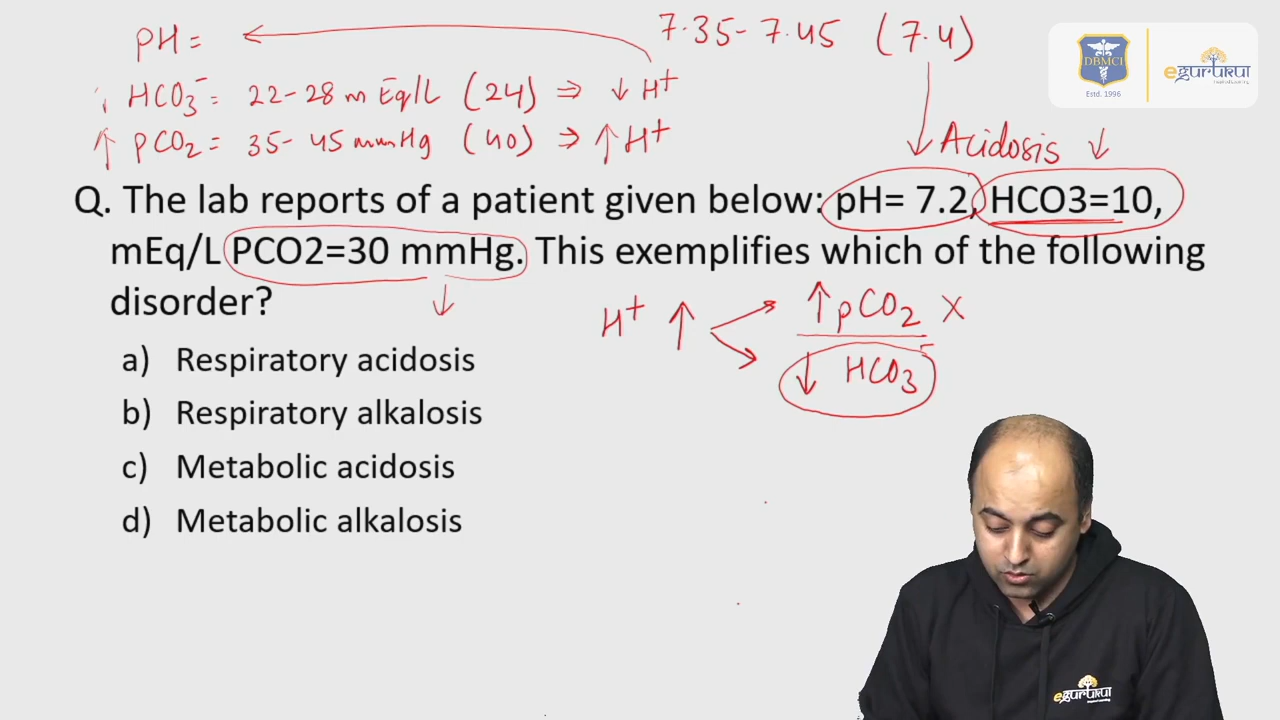 PH= 7.35-7.45 (7.4)
↓ HCO3⁻= 22-28 m Eq/L (24) ⇒ ↓ H⁺
↑ PCO2= 35-45 mmHg (40) ⇒ ↑ H⁺
Acidosis ↓
Q. The lab reports of a patient given below: pH= 7.2, HCO3=10,
mEq/L PCO2=30 mmHg. This exemplifies which of the following
disorder?
↓
H⁺ ↑
↑ pCO2 X
↓ HCO3⁻
a) Respiratory acidosis
b) Respiratory alkalosis
c) Metabolic acidosis
d) Metabolic alkalosis
DBMCI
Estd. 1996
egurukul
egurukul